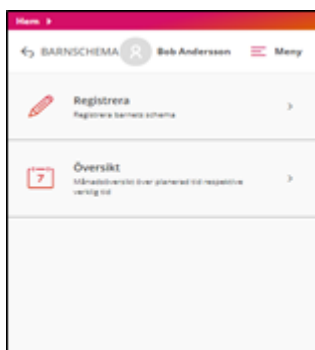 Hem
BARNSCHEMA Bob Andersson Meny
Registrera
Registrera barnets schema
7
Översikt
Månadsöversikt över planerad tid respektive
verklig tid